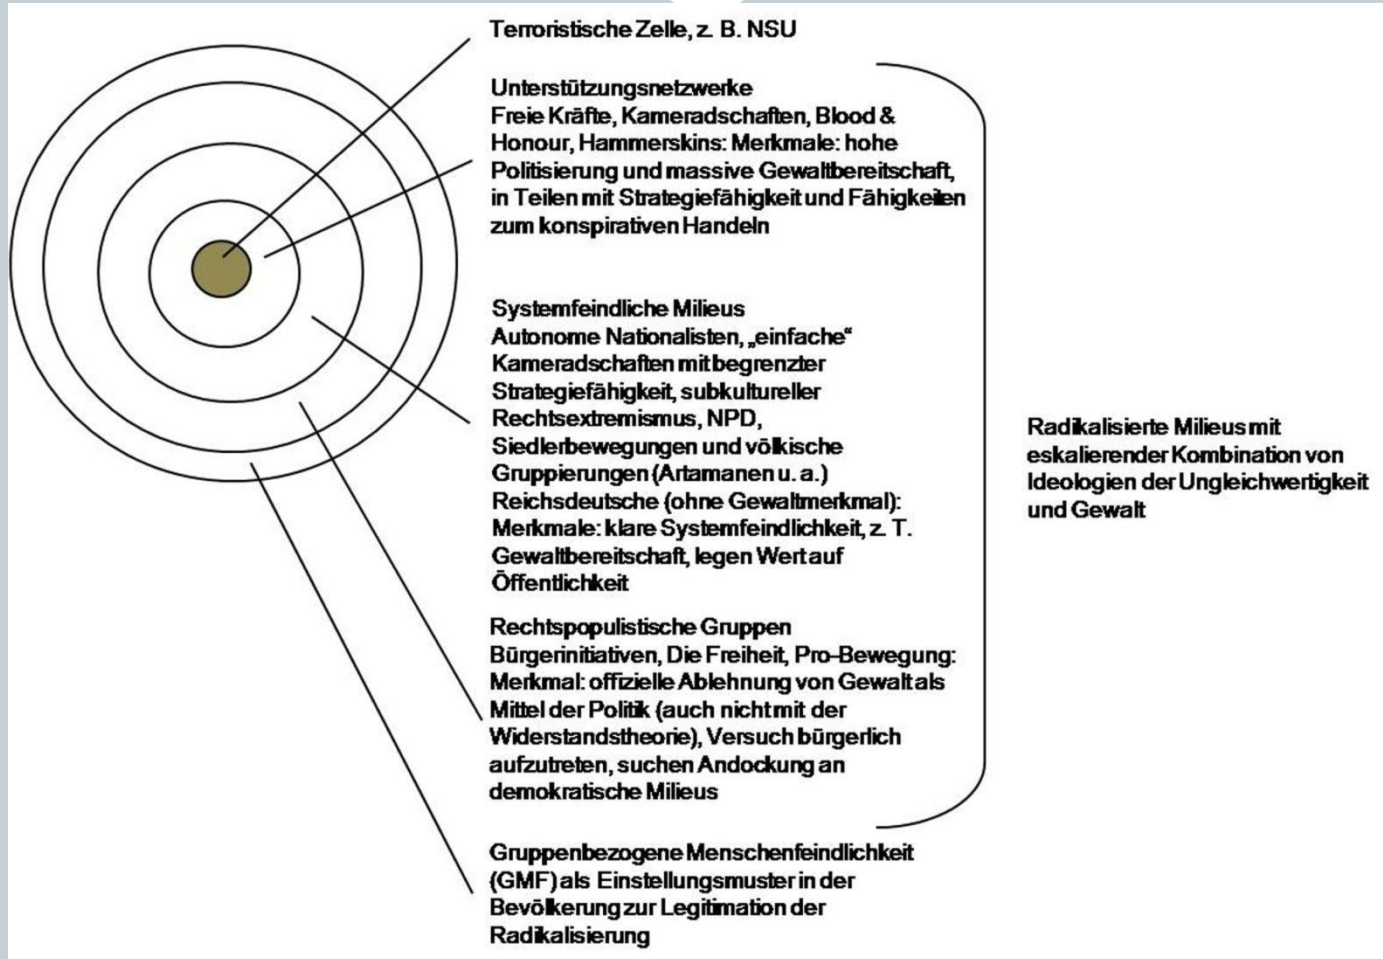 Terroristische Zelle, z. B. NSU
Unterstützungsnetzwerke
Freie Kräfte, Kameradschaften, Blood &
Honour, Hammerskins: Merkmale: hohe
Politisierung und massive Gewaltbereitschaft,
in Teilen mit Strategiefähigkeit und Fähigkeiten
zum konspirativen Handeln
Systemfeindliche Milieus
Autonome Nationalisten, „einfache“
Kameradschaften mit begrenzter
Strategiefähigkeit, subkultureller
Rechtsextremismus, NPD,
Siedlerbewegungen und völkische
Gruppierungen (Artamanen u. a.)
Reichsdeutsche (ohne Gewaltmerkmal):
Merkmale: klare Systemfeindlichkeit, z. T.
Gewaltbereitschaft, legen Wert auf
Öffentlichkeit
Rechtspopulistische Gruppen
Bürgerinitiativen, Die Freiheit, Pro-Bewegung:
Merkmal: offizielle Ablehnung von Gewalt als
Mittel der Politik (auch nicht mit der
Widerstandstheorie), Versuch bürgerlich
aufzutreten, suchen Andockung an
demokratische Milieus
Gruppenbezogene Menschenfeindlichkeit
(GMF) als Einstellungsmuster in der
Bevölkerung zur Legitimation der
Radikalisierung
Radikalisierte Milieus mit
eskalierender Kombination von
Ideologien der Ungleichwertigkeit
und Gewalt